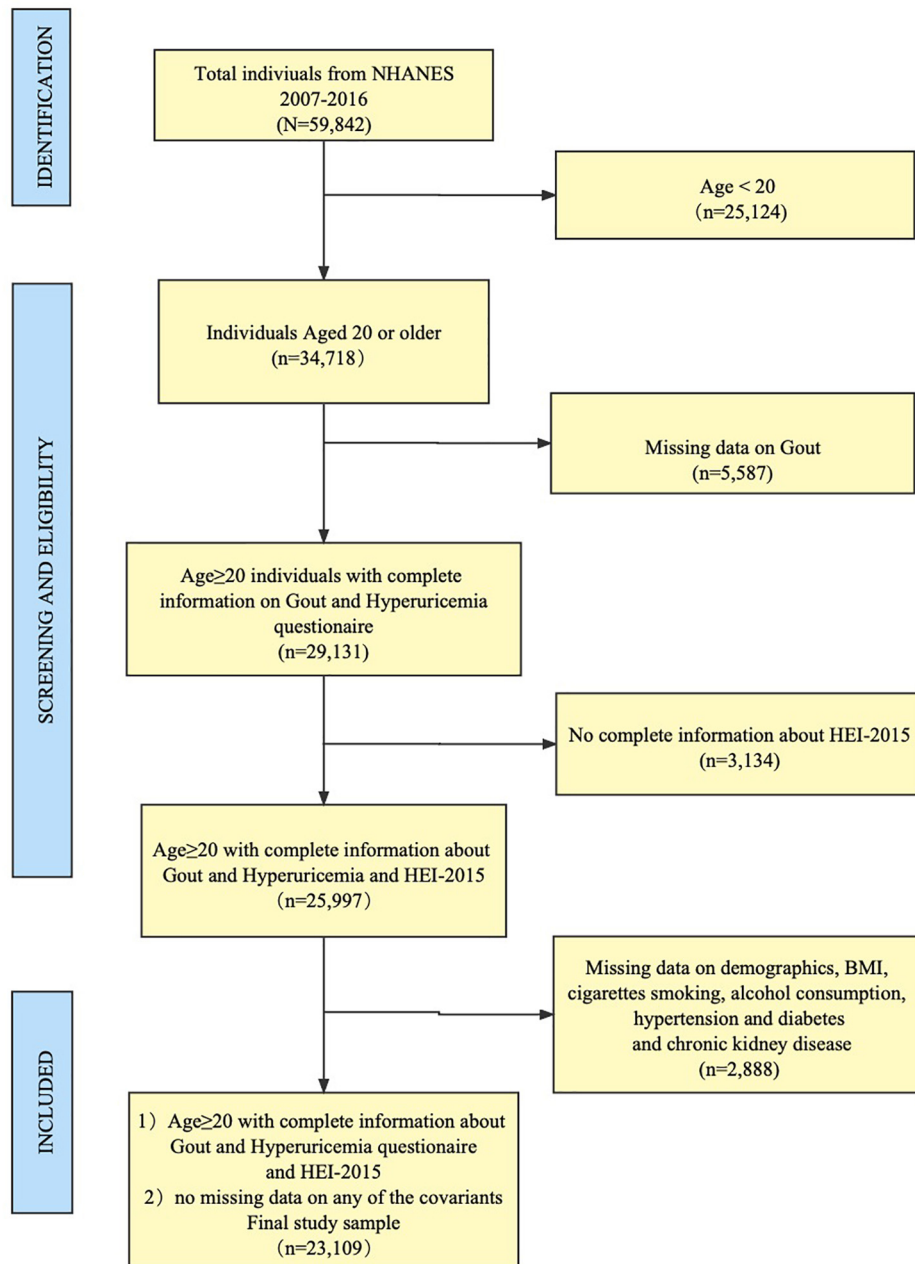 IDENTIFICATION
Total indiviuals from NHANES
2007-2016
(N=59,842)
Age < 20
（n=25,124)
SCREENING AND ELIGIBILITY
Individuals Aged 20 or older
(n=34,718）
Missing data on Gout
(n=5,587)
Age≥20 individuals with complete
information on Gout and Hyperuricemia
questionaire
(n=29,131)
No complete information about HEI-2015
(n=3,134)
Age≥20 with complete information about
Gout and Hyperuricemia and HEI-2015
(n=25,997）
Missing data on demographics, BMI,
cigarettes smoking, alcohol consumption,
hypertension and diabetes
and chronic kidney disease
(n=2,888)
INCLUDED
1）Age≥20 with complete information about
Gout and Hyperuricemia questionaire
and HEI-2015
2）no missing data on any of the covariants
Final study sample
(n=23,109）